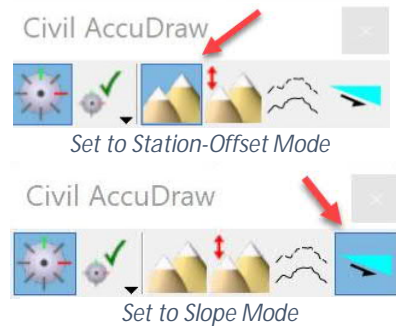 Civil AccuDraw
Set to Station-Offset Mode
Civil AccuDraw
Set to Slope Mode